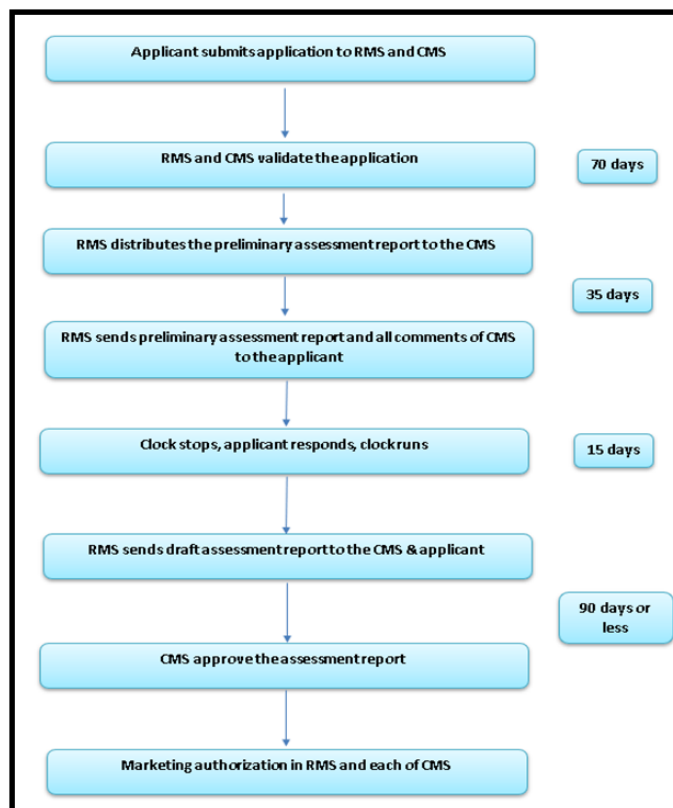 Applicant submits application to RMS and CMS
RMS and CMS validate the application
70 days
RMS distributes the preliminary assessment report to the CMS
35 days
RMS sends preliminary assessment report and all comments of CMS
to the applicant
Clock stops, applicant responds, clock runs
15 days
RMS sends draft assessment report to the CMS & applicant
90 days or
less
CMS approve the assessment report
Marketing authorization in RMS and each of CMS